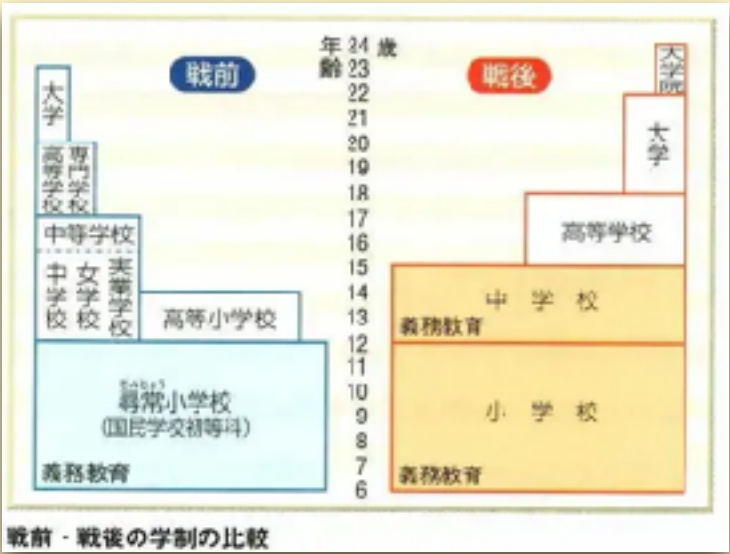 戦前
戦後
年齢
歳
24
23
22
21
20
19
18
17
16
15
14
13
12
11
10
9
8
7
6
大学
高等学校
専門学校
中等学校
中学校
女学校
実業学校
高等小学校
じんじょう
尋常小学校
(国民学校初等科)
義務教育
大学院
大学
高等学校
中学校
義務教育
小学校
義務教育
戦前・戦後の学制の比較